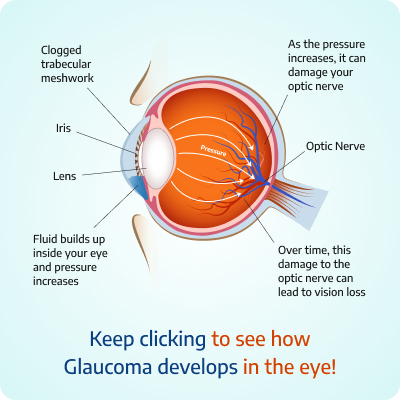 Clogged
trabecular
meshwork
Iris
Lens
Fluid builds up
inside your eye
and pressure
increases
Pressure
As the pressure
increases, it can
damage your
optic nerve
Optic Nerve
Over time, this
damage to the
optic nerve can
lead to vision loss
Keep clicking to see how
Glaucoma develops in the eye!